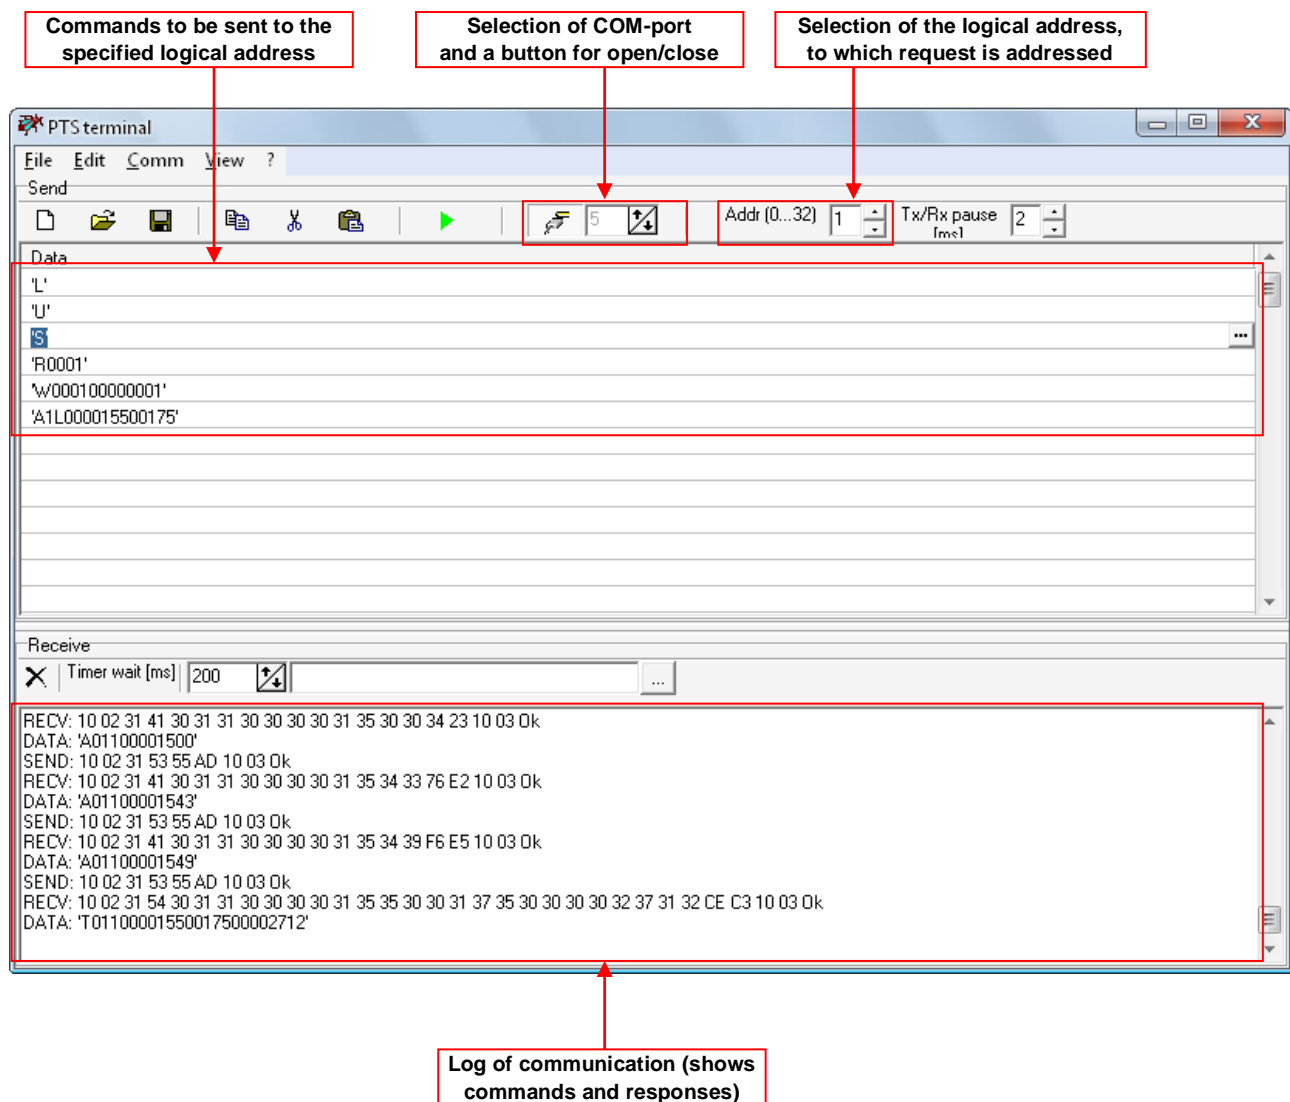 Commands to be sent to the
specified logical address
Selection of COM-port
and a button for open/close
Selection of the logical address,
to which request is addressed
PTS terminal
File Edit Comm View ?
Send
5
Addr (0...32) 1
Tx/Rx pause
[ms]
2
Data
'L'
'U'
'S'
...
'R0001'
'W000100000001'
'A1L000015500175'
Receive
Timer wait [ms] 200 ...
RECV: 10 02 31 41 30 31 31 30 30 30 30 31 35 30 30 34 23 10 03 Ok
DATA: 'A01100001500'
SEND: 10 02 31 53 55 AD 10 03 Ok
RECV: 10 02 31 41 30 31 31 30 30 30 30 31 35 34 33 76 E2 10 03 Ok
DATA: 'A01100001543'
SEND: 10 02 31 53 55 AD 10 03 Ok
RECV: 10 02 31 41 30 31 31 30 30 30 30 31 35 34 39 F6 E5 10 03 Ok
DATA: 'A01100001549'
SEND: 10 02 31 53 55 AD 10 03 Ok
RECV: 10 02 31 54 30 31 31 30 30 30 30 31 35 35 30 30 31 37 35 30 30 30 30 32 37 31 32 CE C3 10 03 Ok
DATA: 'T01100001550017500002712'
Log of communication (shows
commands and responses)